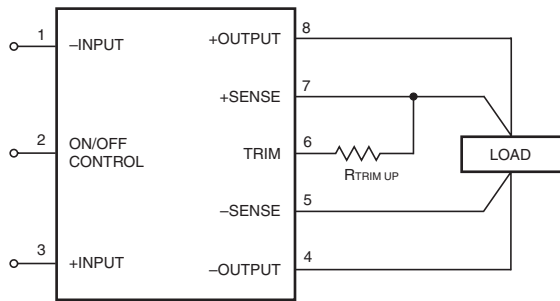 1 –INPUT
+OUTPUT 8
+SENSE 7
2 ON/OFF
CONTROL
TRIM 6
RTRIM UP
LOAD
–SENSE 5
3 +INPUT
–OUTPUT 4